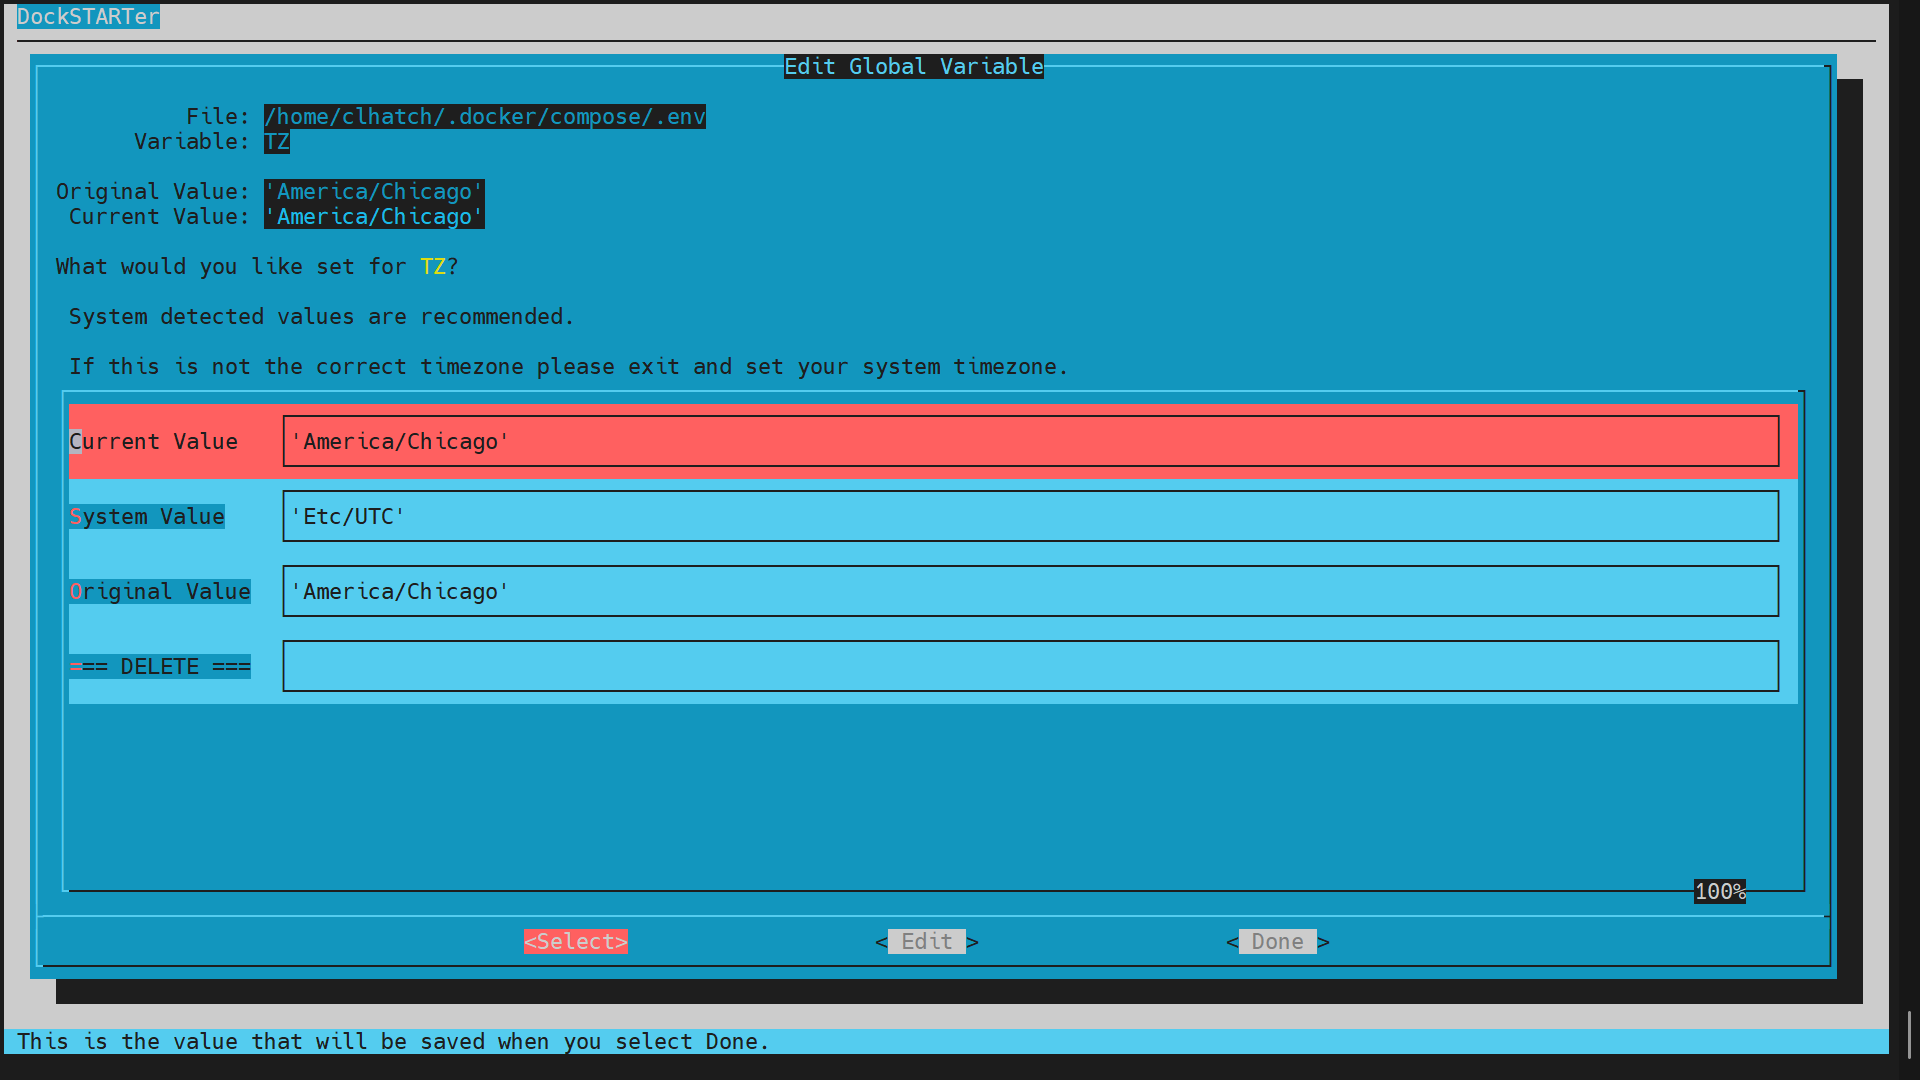 DockSTARTer
Edit Global Variable
File: /home/clhatch/.docker/compose/.env
Variable: TZ
Original Value: 'America/Chicago'
Current Value: 'America/Chicago'
What would you like set for TZ?
System detected values are recommended.
If this is not the correct timezone please exit and set your system timezone.
Current Value 'America/Chicago'
System Value 'Etc/UTC'
Original Value 'America/Chicago'
=== DELETE ===
100%
<Select> < Edit > < Done >
This is the value that will be saved when you select Done.